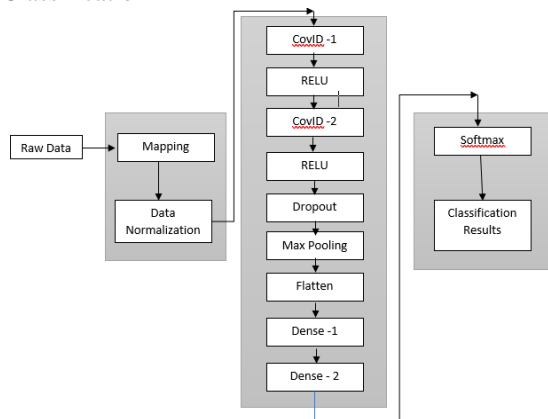 Raw Data
Mapping
Data
Normalization
CovID -1
RELU
CovID -2
RELU
Dropout
Max Pooling
Flatten
Dense -1
Dense - 2
Softmax
Classification
Results